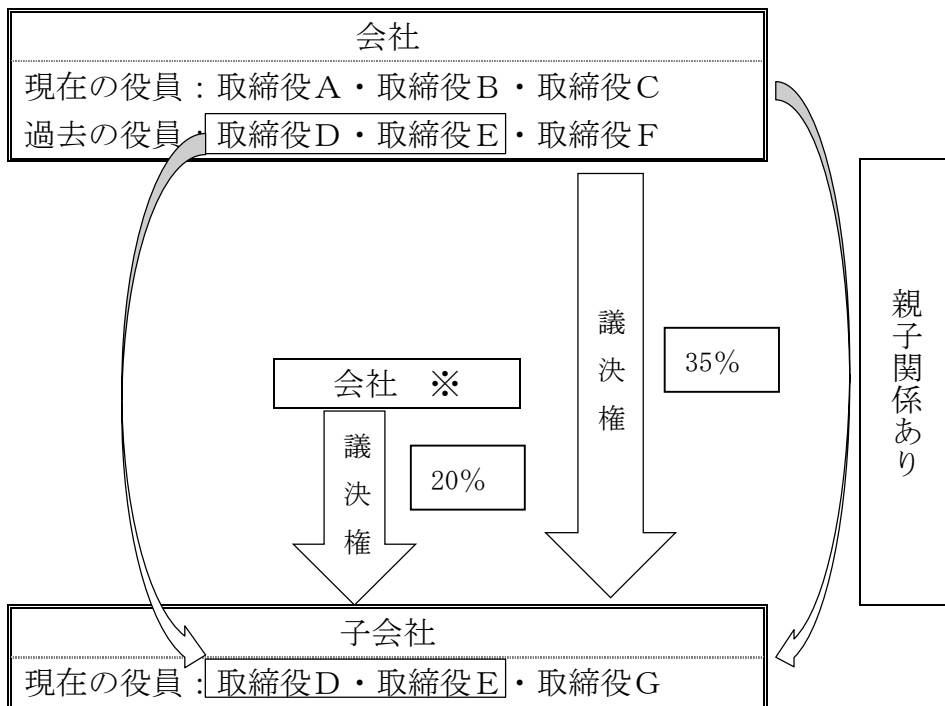 会社
現在の役員：取締役Ａ・取締役Ｂ・取締役Ｃ
過去の役員：取締役Ｄ・取締役Ｅ・取締役Ｆ
親子関係あり
議決権
35%
会社　※
議決権
20%
子会社
現在の役員：取締役Ｄ・取締役Ｅ・取締役Ｇ